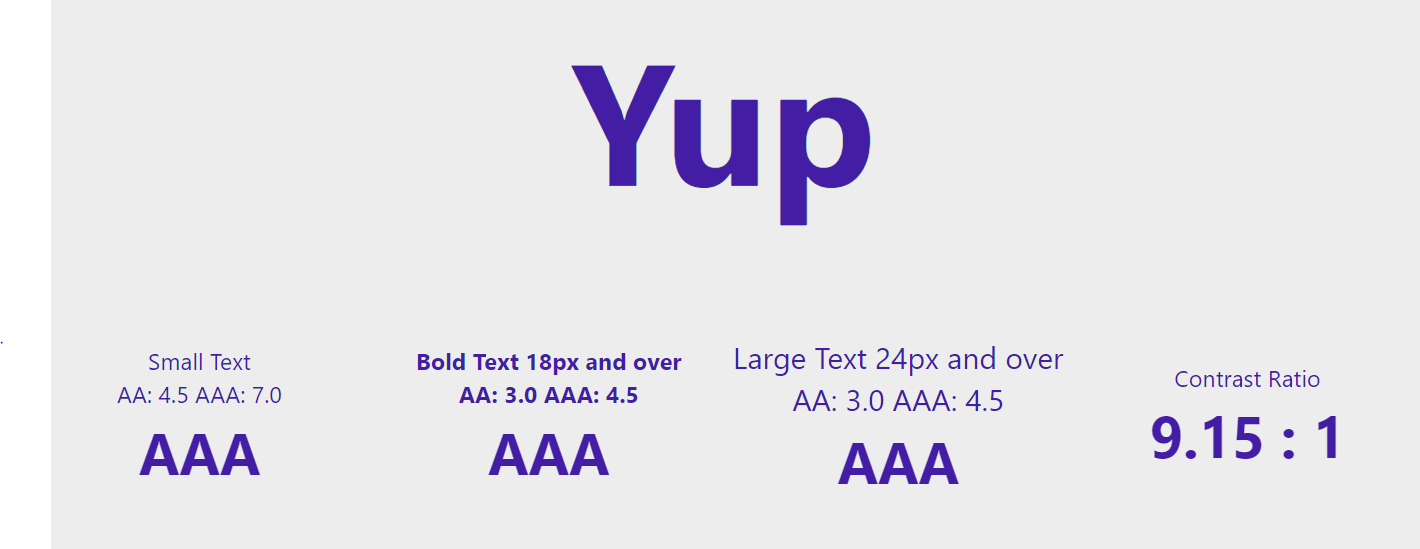 Yup
Small Text
AA: 4.5 AAA: 7.0
AAA
Bold Text 18px and over
AA: 3.0 AAA: 4.5
AAA
Large Text 24px and over
AA: 3.0 AAA: 4.5
AAA
Contrast Ratio
9.15 : 1